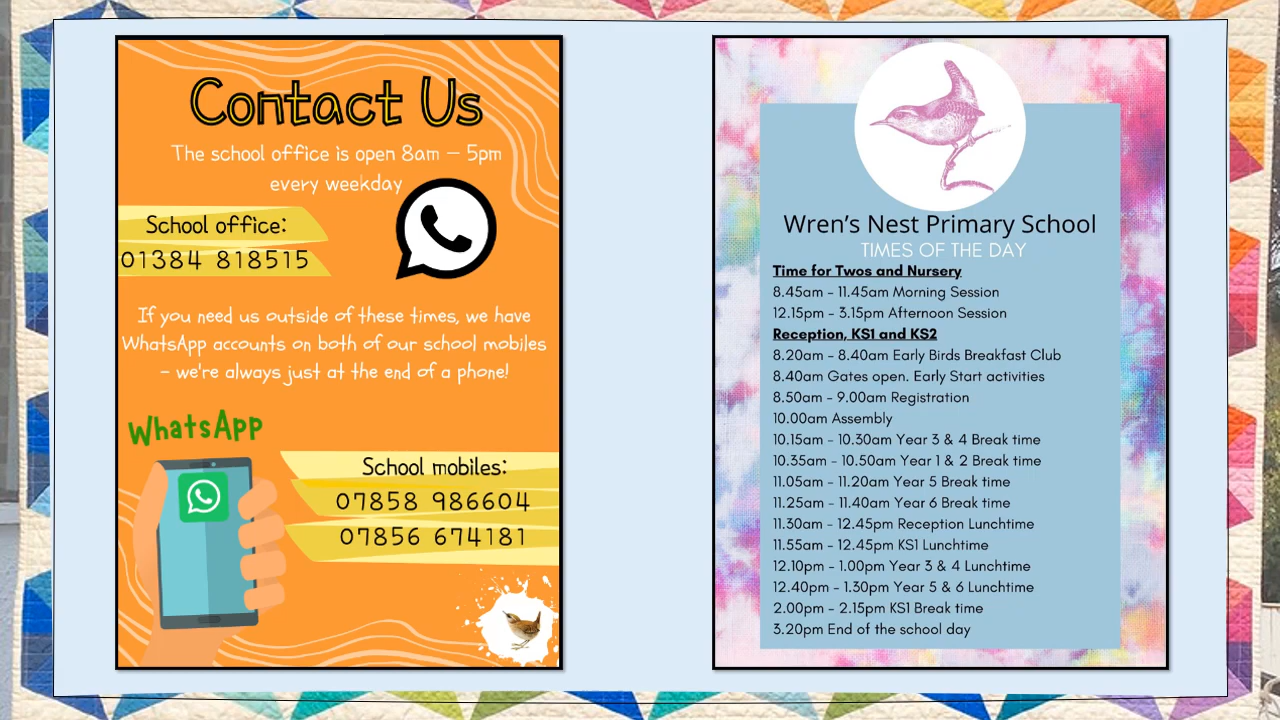 Contact Us
The school office is open 8am – 5pm
every weekday
School office:
01384 818515
If you need us outside of these times, we have
WhatsApp accounts on both of our school mobiles
– we're always just at the end of a phone!
WhatsApp
School mobiles:
07858 986604
07856 674181
Wren's Nest Primary School
TIMES OF THE DAY
Time for Twos and Nursery
8.45am - 11.45am Morning Session
12.15pm - 3.15pm Afternoon Session
Reception, KS1 and KS2
8.20am - 8.40am Early Birds Breakfast Club
8.40am Gates open. Early Start activities
8.50am - 9.00am Registration
10.00am Assembly
10.15am - 10.30am Year 3 & 4 Break time
10.35am - 10.50am Year 1 & 2 Break time
11.05am - 11.20am Year 5 Break time
11.25am - 11.40am Year 6 Break time
11.30am - 12.45pm Reception Lunchtime
11.55am - 12.45pm KS1 Lunchtime
12.10pm - 1.00pm Year 3 & 4 Lunchtime
12.40pm - 1.30pm Year 5 & 6 Lunchtime
2.00pm - 2.15pm KS1 Break time
3.20pm End of the school day